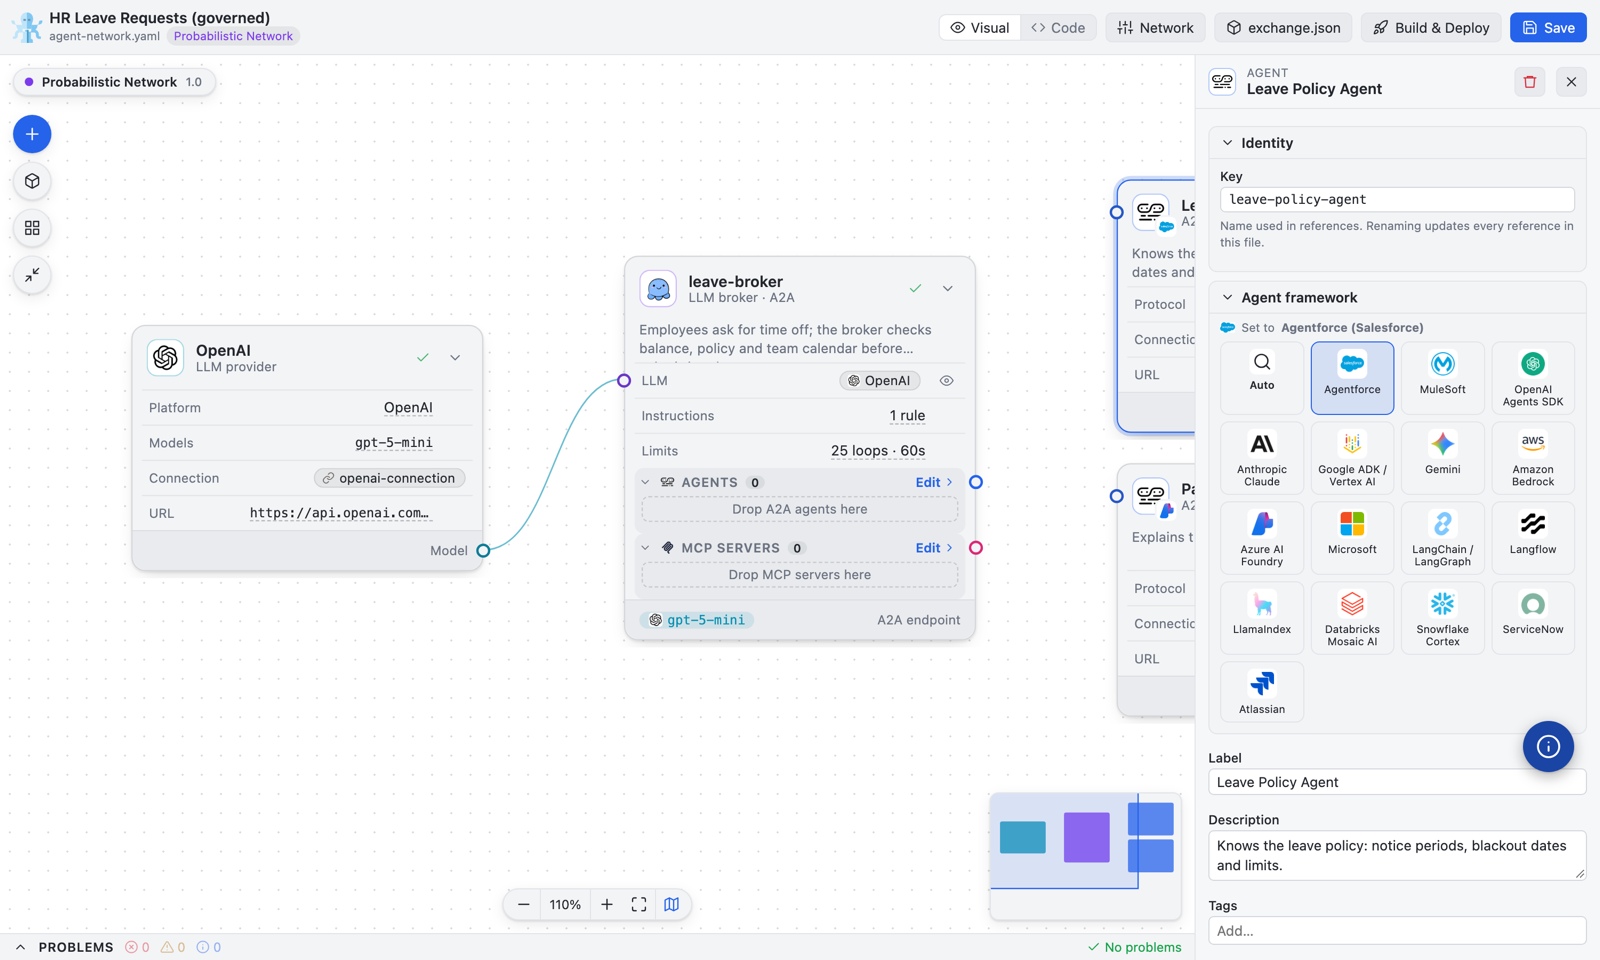 HR Leave Requests (governed)
agent-network.yaml Probabilistic Network
Visual
Code
Network
exchange.json
Build & Deploy
Save
Probabilistic Network 1.0
OpenAI
LLM provider
Platform OpenAI
Models gpt-5-mini
Connection openai-connection
URL https://api.openai.com…
Model
leave-broker
LLM broker · A2A
Employees ask for time off; the broker checks
balance, policy and team calendar before…
LLM OpenAI
Instructions 1 rule
Limits 25 loops · 60s
AGENTS 0 Edit
Drop A2A agents here
MCP SERVERS 0 Edit
Drop MCP servers here
gpt-5-mini A2A endpoint
Le
A2
Knows the
dates and
Protocol
Connectio
URL
Pa
A2
Explains t
Protocol
Connectio
URL
110%
PROBLEMS 0 0 0
No problems
AGENT
Leave Policy Agent
Identity
Key
leave-policy-agent
Name used in references. Renaming updates every reference in
this file.
Agent framework
Set to Agentforce (Salesforce)
Auto
Agentforce
MuleSoft
OpenAI
Agents SDK
Anthropic
Claude
Google ADK /
Vertex AI
Gemini
aws
Amazon
Bedrock
Azure AI
Foundry
Microsoft
LangChain /
LangGraph
Langflow
LlamaIndex
Databricks
Mosaic AI
Snowflake
Cortex
ServiceNow
Atlassian
Label
Leave Policy Agent
Description
Knows the leave policy: notice periods, blackout dates
and limits.
Tags
Add...